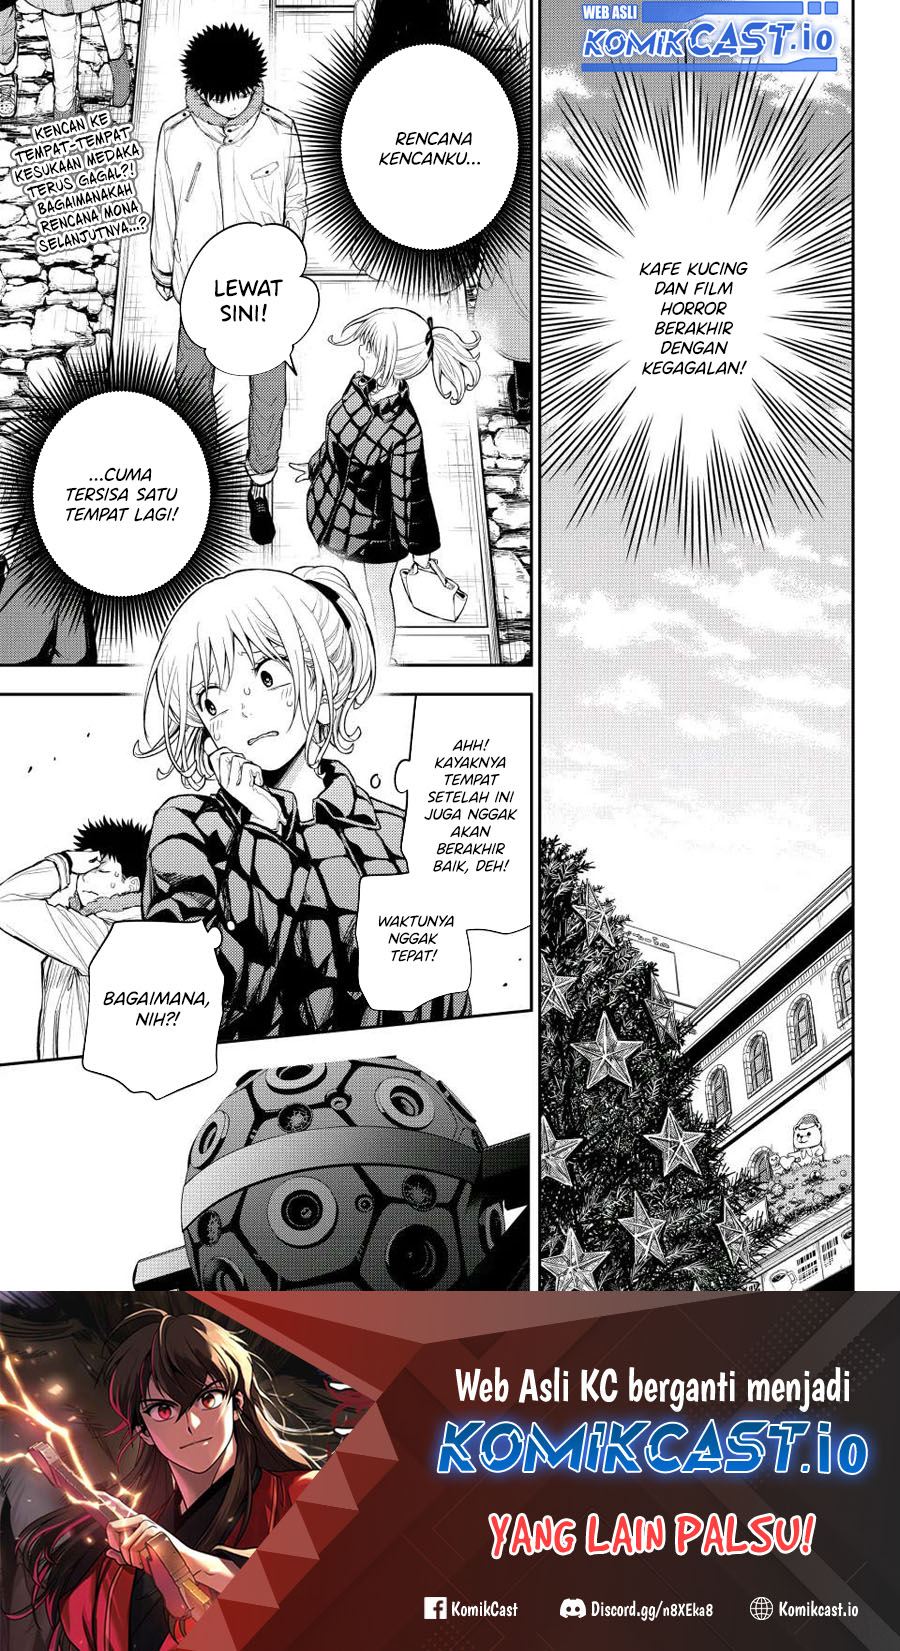 WEB ASLI
KOMIKCAST.iO
KAFE KUCING
DAN FILM
HORROR
BERAKHIR
DENGAN
KEGAGALAN!
RENCANA
KENCANKU...
KENCAN KE
TEMPAT-TEMPAT
KESUKAAN MEDAKA
TERUS GAGAL?!
BAGAIMANAKAH
RENCANA MONA
SELANJUTNYA...?
LEWAT
SINI!
...CUMA
TERSISA SATU
TEMPAT LAGI!
AHH!
KAYAKNYA
TEMPAT
SETELAH INI
JUGA NGGAK
AKAN
BERAKHIR
BAIK, DEH!
WAKTUNYA
NGGAK
TEPAT!
BAGAIMANA,
NIH?!
Web Asli KC berganti menjadi
KOMIKCAST.iO
YANG LAIN PALSU!
KomikCast
Discord.gg/n8XEka8
Komikcast.io